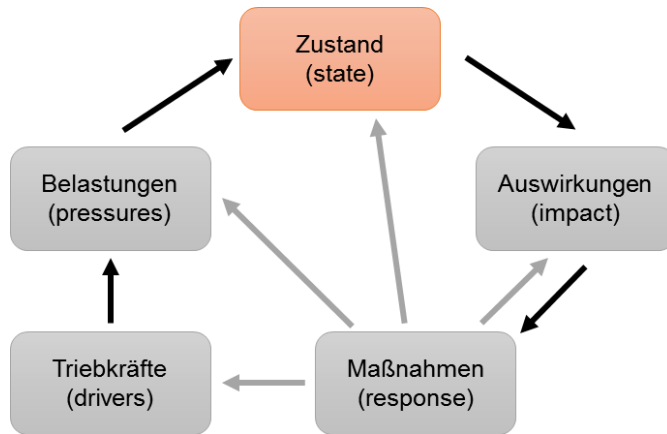 Zustand
(state)
Belastungen
(pressures)
Auswirkungen
(impact)
Triebkräfte
(drivers)
Maßnahmen
(response)